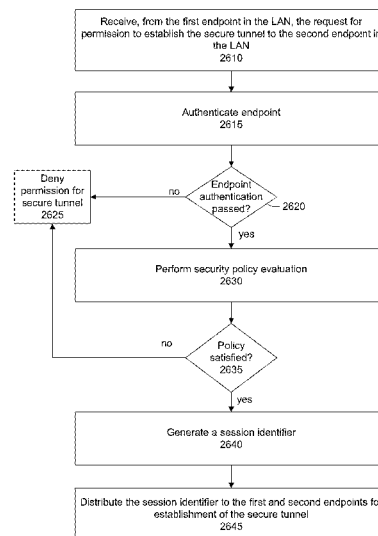 Receive, from the first endpoint in the LAN, the request for
permission to establish the secure tunnel to the second endpoint in
the LAN
2610
Authenticate endpoint
2615
Deny
permission for
secure tunnel
2625
no
Endpoint
authentication
passed?
2620
yes
Perform security policy evaluation
2630
no
Policy
satisfied?
2635
yes
Generate a session identifier
2640
Distribute the session identifier to the first and second endpoints fo
establishment of the secure tunnel
2645